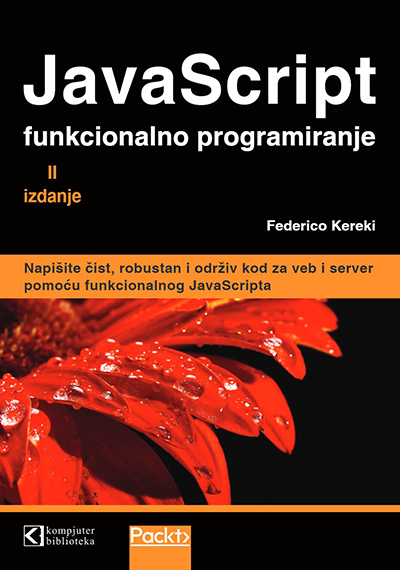 JavaScript
funkcionalno programiranje
II
izdanje
Federico Kereki
Napišite čist, robustan i održiv kod za veb i server
pomoću funkcionalnog JavaScripta
kompjuter
biblioteka
Packt>